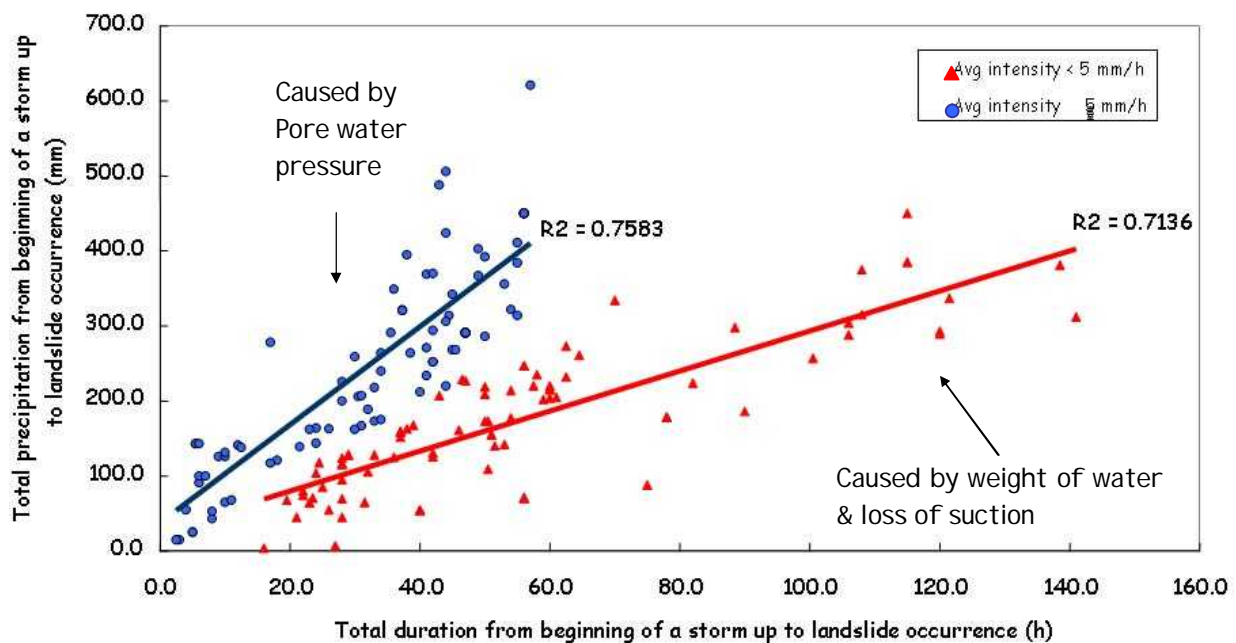 Total precipitation from beginning of a storm up
to landslide occurrence (mm)
700.0
600.0
500.0
400.0
300.0
200.0
100.0
0.0
Caused by
Pore water
pressure
Avg intensity < 5 mm/h
Avg intensity 5 mm/h
R2 = 0.7583
R2 = 0.7136
Caused by weight of water
& loss of suction
0.0 20.0 40.0 60.0 80.0 100.0 120.0 140.0 160.0
Total duration from beginning of a storm up to landslide occurrence (h)